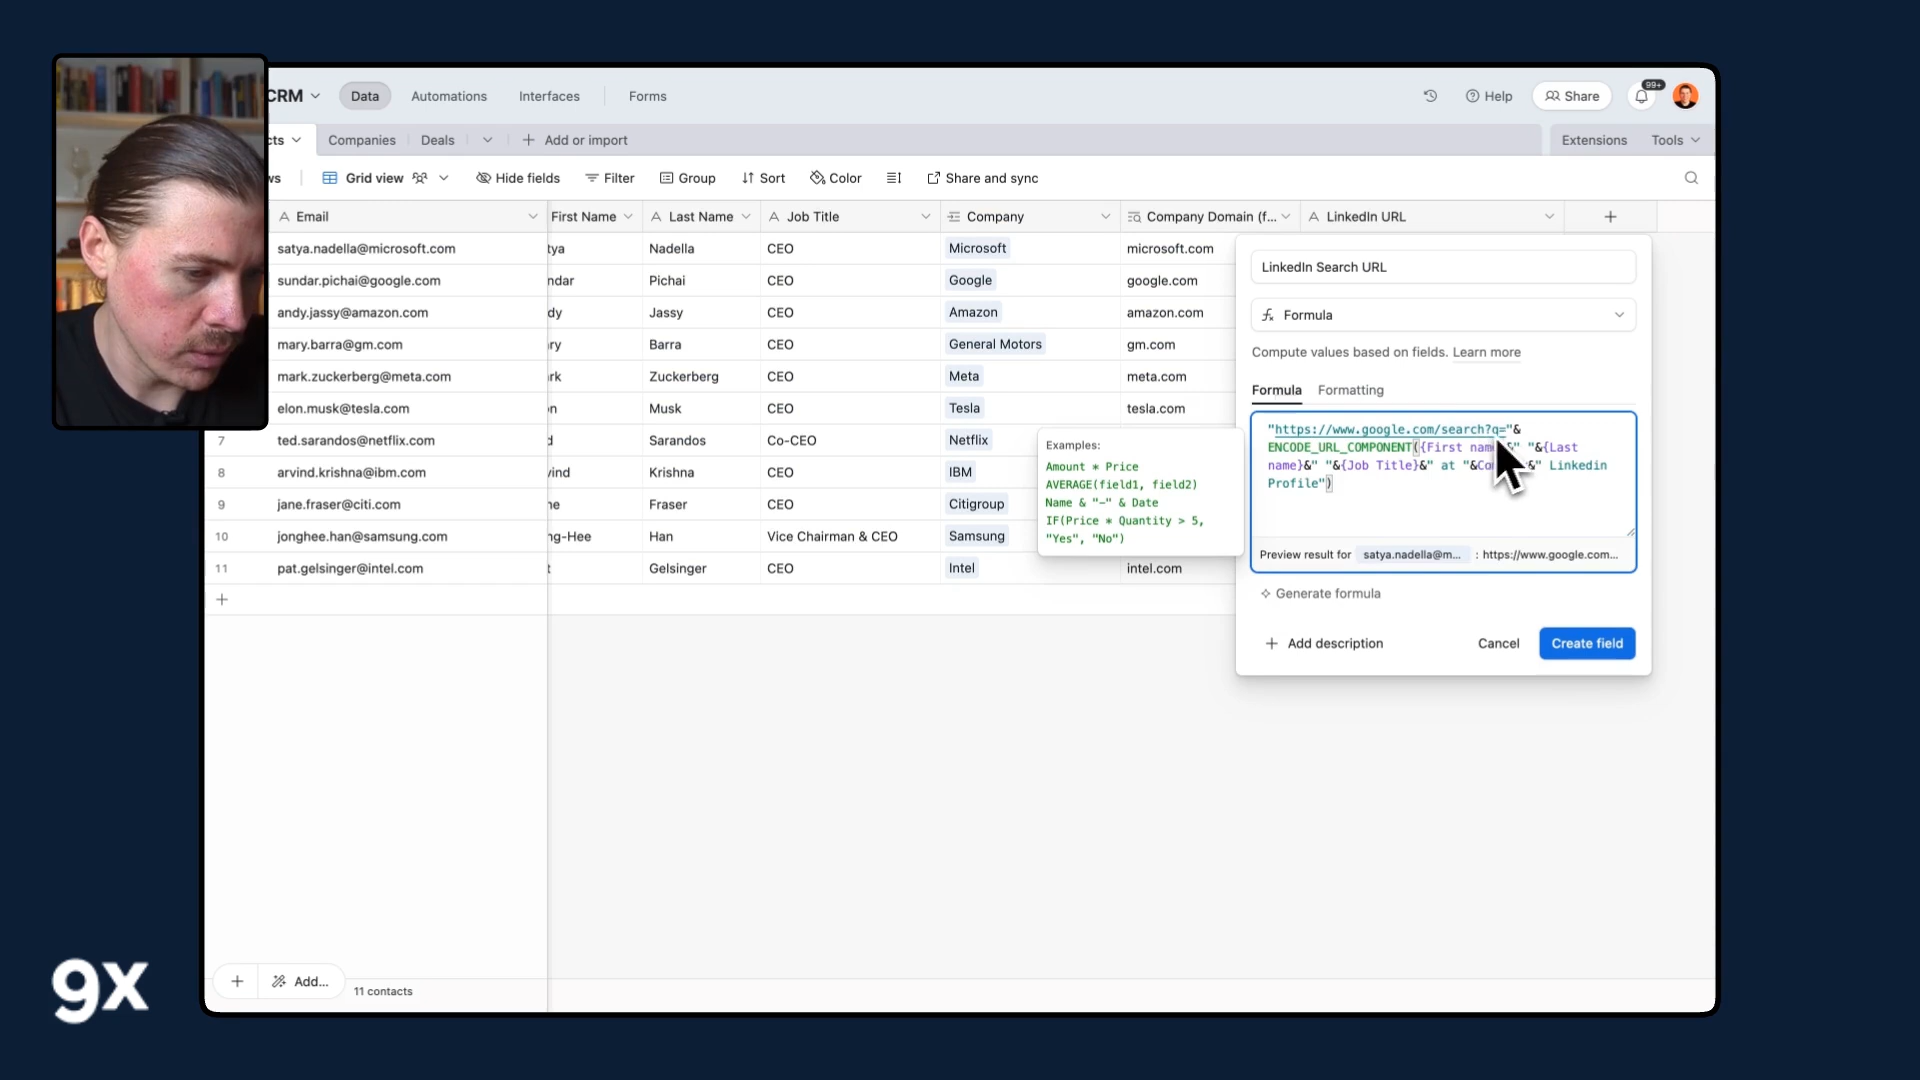 CRM
Data
Automations
Interfaces
Forms
Help
Share
99+
cts
Companies
Deals
Add or import
Extensions
Tools
ws
Grid view
Hide fields
Filter
Group
Sort
Color
Share and sync
Email
First Name
Last Name
Job Title
Company
Company Domain (f...
LinkedIn URL
satya.nadella@microsoft.com tya Nadella CEO Microsoft microsoft.com
sundar.pichai@google.com ndar Pichai CEO Google google.com
andy.jassy@amazon.com dy Jassy CEO Amazon amazon.com
mary.barra@gm.com ry Barra CEO General Motors gm.com
mark.zuckerberg@meta.com rk Zuckerberg CEO Meta meta.com
elon.musk@tesla.com on Musk CEO Tesla tesla.com
7 ted.sarandos@netflix.com d Sarandos Co-CEO Netflix
8 arvind.krishna@ibm.com vind Krishna CEO IBM
9 jane.fraser@citi.com ne Fraser CEO Citigroup
10 jonghee.han@samsung.com ng-Hee Han Vice Chairman & CEO Samsung
11 pat.gelsinger@intel.com t Gelsinger CEO Intel intel.com
Examples:
Amount * Price
AVERAGE(field1, field2)
Name & "-" & Date
IF(Price * Quantity > 5,
"Yes", "No")
LinkedIn Search URL
Formula
Compute values based on fields. Learn more
Formula
Formatting
"https://www.google.com/search?q="&
ENCODE_URL_COMPONENT({First &" "&{Last
name}&" "&{Job Title}&" at "& &" Linkedin
Profile")
Preview result for satya.nadella@m... : https://www.google.com...
Generate formula
Add description
Cancel
Create field
Add...
11 contacts
9x